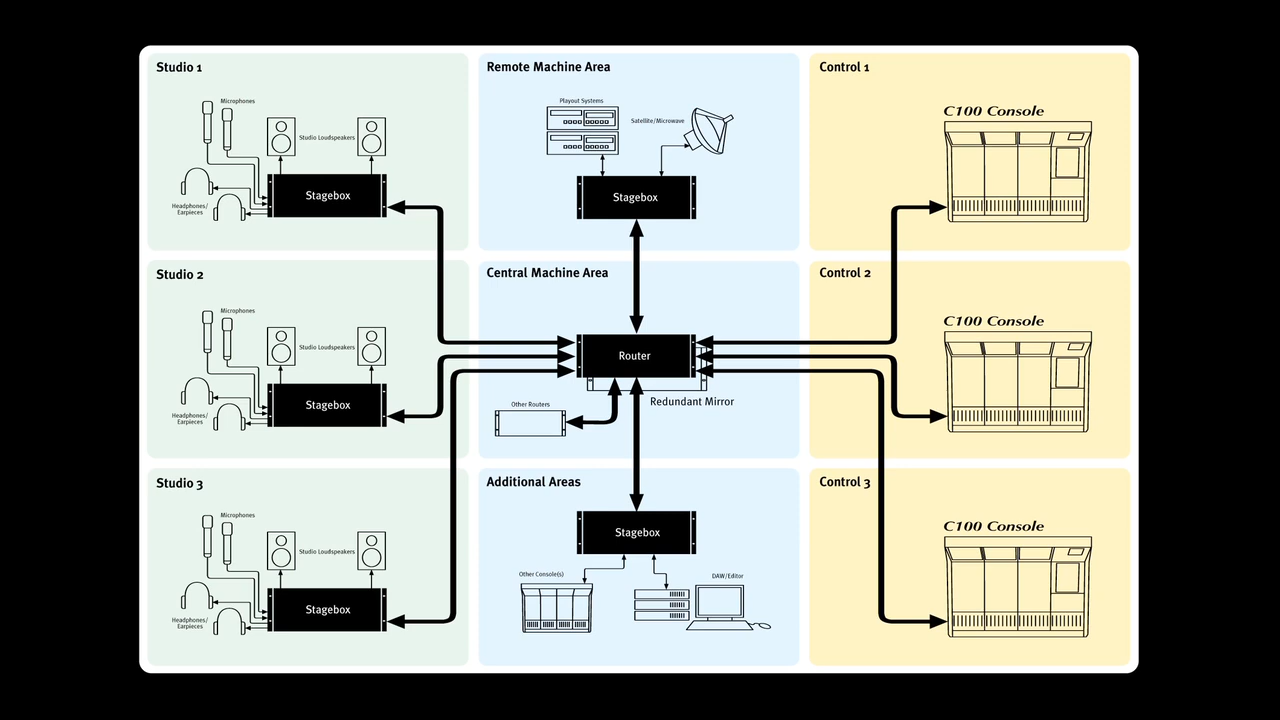 Studio 1
Microphones
Studio Loudspeakers
Headphones/
Earpieces
Stagebox
Remote Machine Area
Playout Systems
Satellite/Microwave
Stagebox
Control 1
C100 Console
Studio 2
Microphones
Studio Loudspeakers
Headphones/
Earpieces
Stagebox
Central Machine Area
Router
Redundant Mirror
Other Routers
Control 2
C100 Console
Studio 3
Microphones
Studio Loudspeakers
Headphones/
Earpieces
Stagebox
Additional Areas
Stagebox
Other Console(s)
DAW/Editor
Control 3
C100 Console